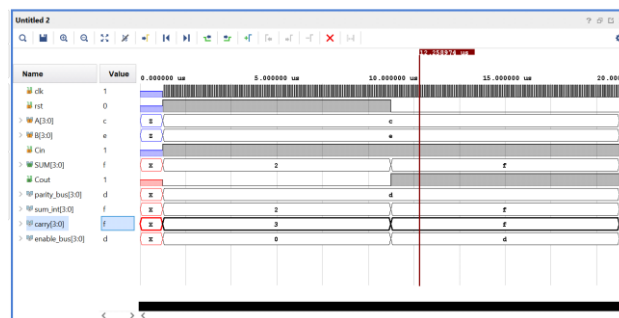 Untitled 2
12.358974 us
Name Value 0.000000 us 5.000000 us 10.000000 us 15.000000 us 20.00
clk 1
rst 0
A[3:0] c c
B[3:0] e e
Cin 1
SUM[3:0] f X 2 f
Cout 1
parity_bus[3:0] d d
sum_int[3:0] f X 2 f
carry[3:0] f X 3 f
enable_bus[3:0] d X 0 d